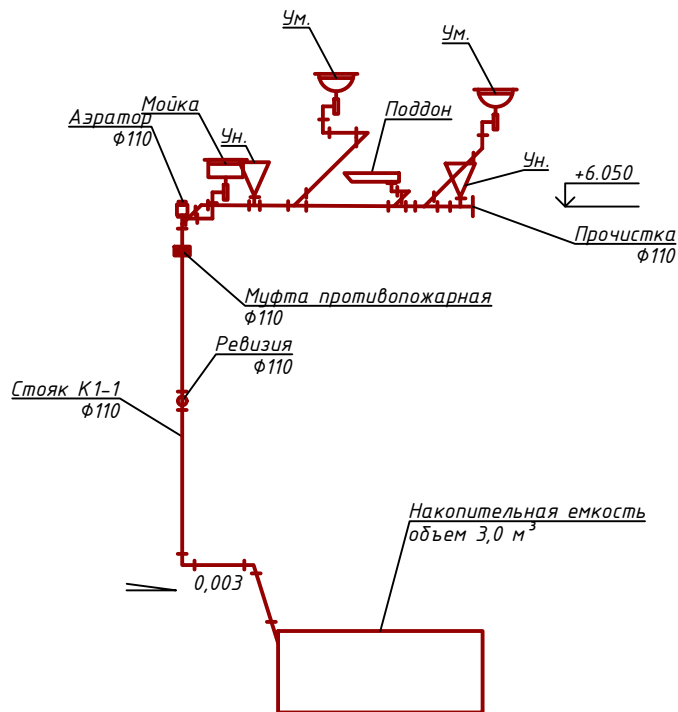 Ум.
Ум.
Мойка
Аэратор
Ф110
Ун.
Поддон
Ун.
+6.050
Прочистка
Ф110
Муфта противопожарная
Ф110
Ревизия
Ф110
Стояк К1-1
Ф110
Накопительная емкость
объем 3,0 м³
0,003